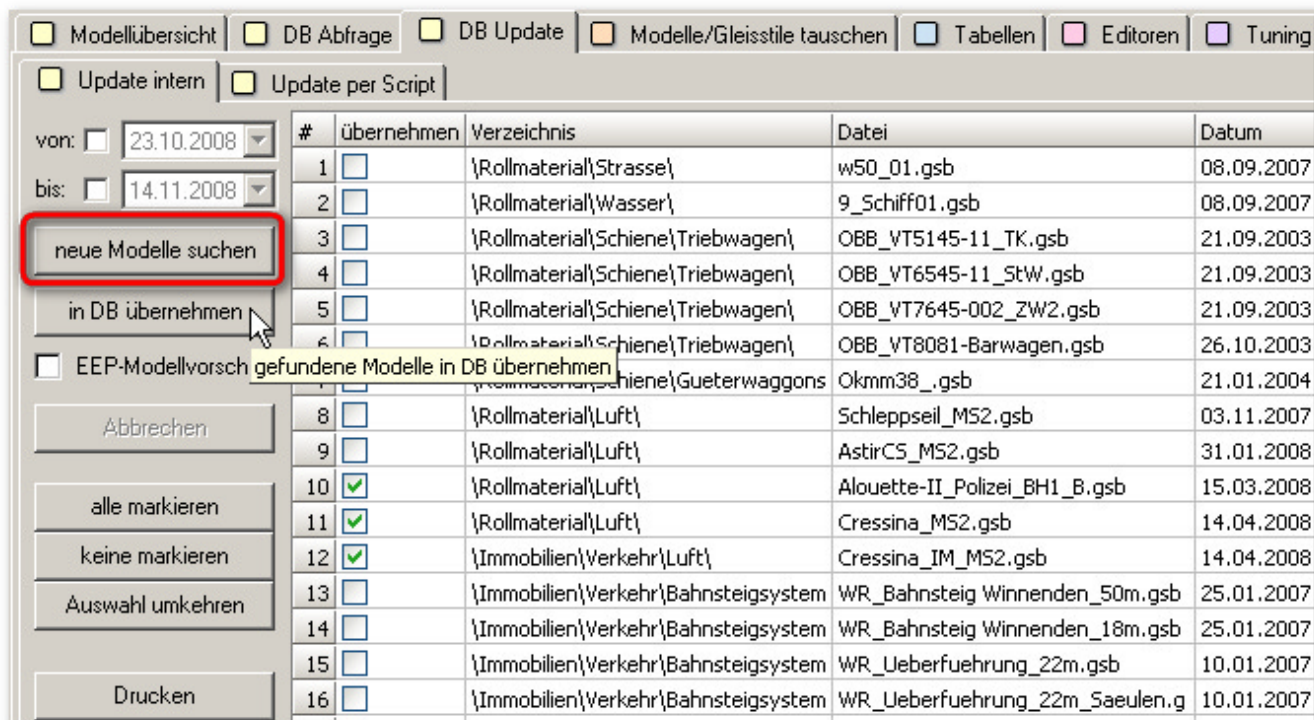 Modellübersicht DB Abfrage DB Update Modelle/Gleisstile tauschen Tabellen Editoren Tuning
Update intern Update per Script
von: 23.10.2008
bis: 14.11.2008
neue Modelle suchen
in DB übernehmen
EEP-Modellvorsch
gefundene Modelle in DB übernehmen
Abbrechen
alle markieren
keine markieren
Auswahl umkehren
Drucken
# übernehmen Verzeichnis Datei Datum
1 \Rollmaterial\Strasse\ w50_01.gsb 08.09.2007
2 \Rollmaterial\Wasser\ 9_Schiff01.gsb 08.09.2007
3 \Rollmaterial\Schiene\Triebwagen\ OBB_VT5145-11_TK.gsb 21.09.2003
4 \Rollmaterial\Schiene\Triebwagen\ OBB_VT6545-11_StW.gsb 21.09.2003
5 \Rollmaterial\Schiene\Triebwagen\ OBB_VT7645-002_ZW2.gsb 21.09.2003
6 \Rollmaterial\Schiene\Triebwagen\ OBB_VT8081-Barwagen.gsb 26.10.2003
\Schiene\Gueterwaggons Okmm38_.gsb 21.01.2004
8 \Rollmaterial\Luft\ Schleppseil_MS2.gsb 03.11.2007
9 \Rollmaterial\Luft\ AstirCS_MS2.gsb 31.01.2008
10 \Rollmaterial\Luft\ Alouette-II_Polizei_BH1_B.gsb 15.03.2008
11 \Rollmaterial\Luft\ Cressina_MS2.gsb 14.04.2008
12 \Immobilien\Verkehr\Luft\ Cressina_IM_MS2.gsb 14.04.2008
13 \Immobilien\Verkehr\Bahnsteigsystem WR_Bahnsteig Winnenden_50m.gsb 25.01.2007
14 \Immobilien\Verkehr\Bahnsteigsystem WR_Bahnsteig Winnenden_18m.gsb 25.01.2007
15 \Immobilien\Verkehr\Bahnsteigsystem WR_Ueberfuehrung_22m.gsb 10.01.2007
16 \Immobilien\Verkehr\Bahnsteigsystem WR_Ueberfuehrung_22m_Saeulen.g 10.01.2007